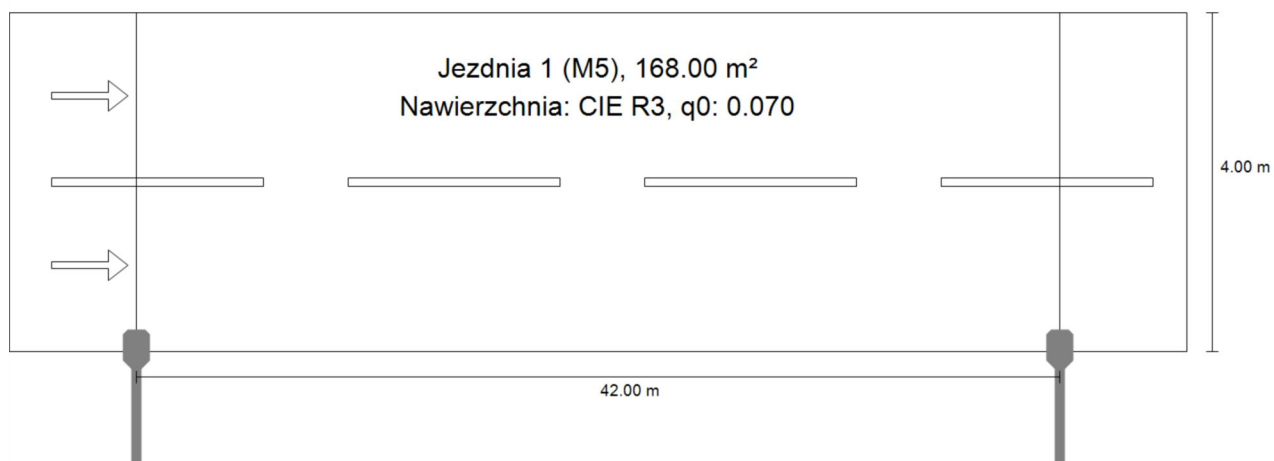 Jezdnia 1 (M5), 168.00 m²
Nawierzchnia: CIE R3, q0: 0.070
4.00 m
42.00 m